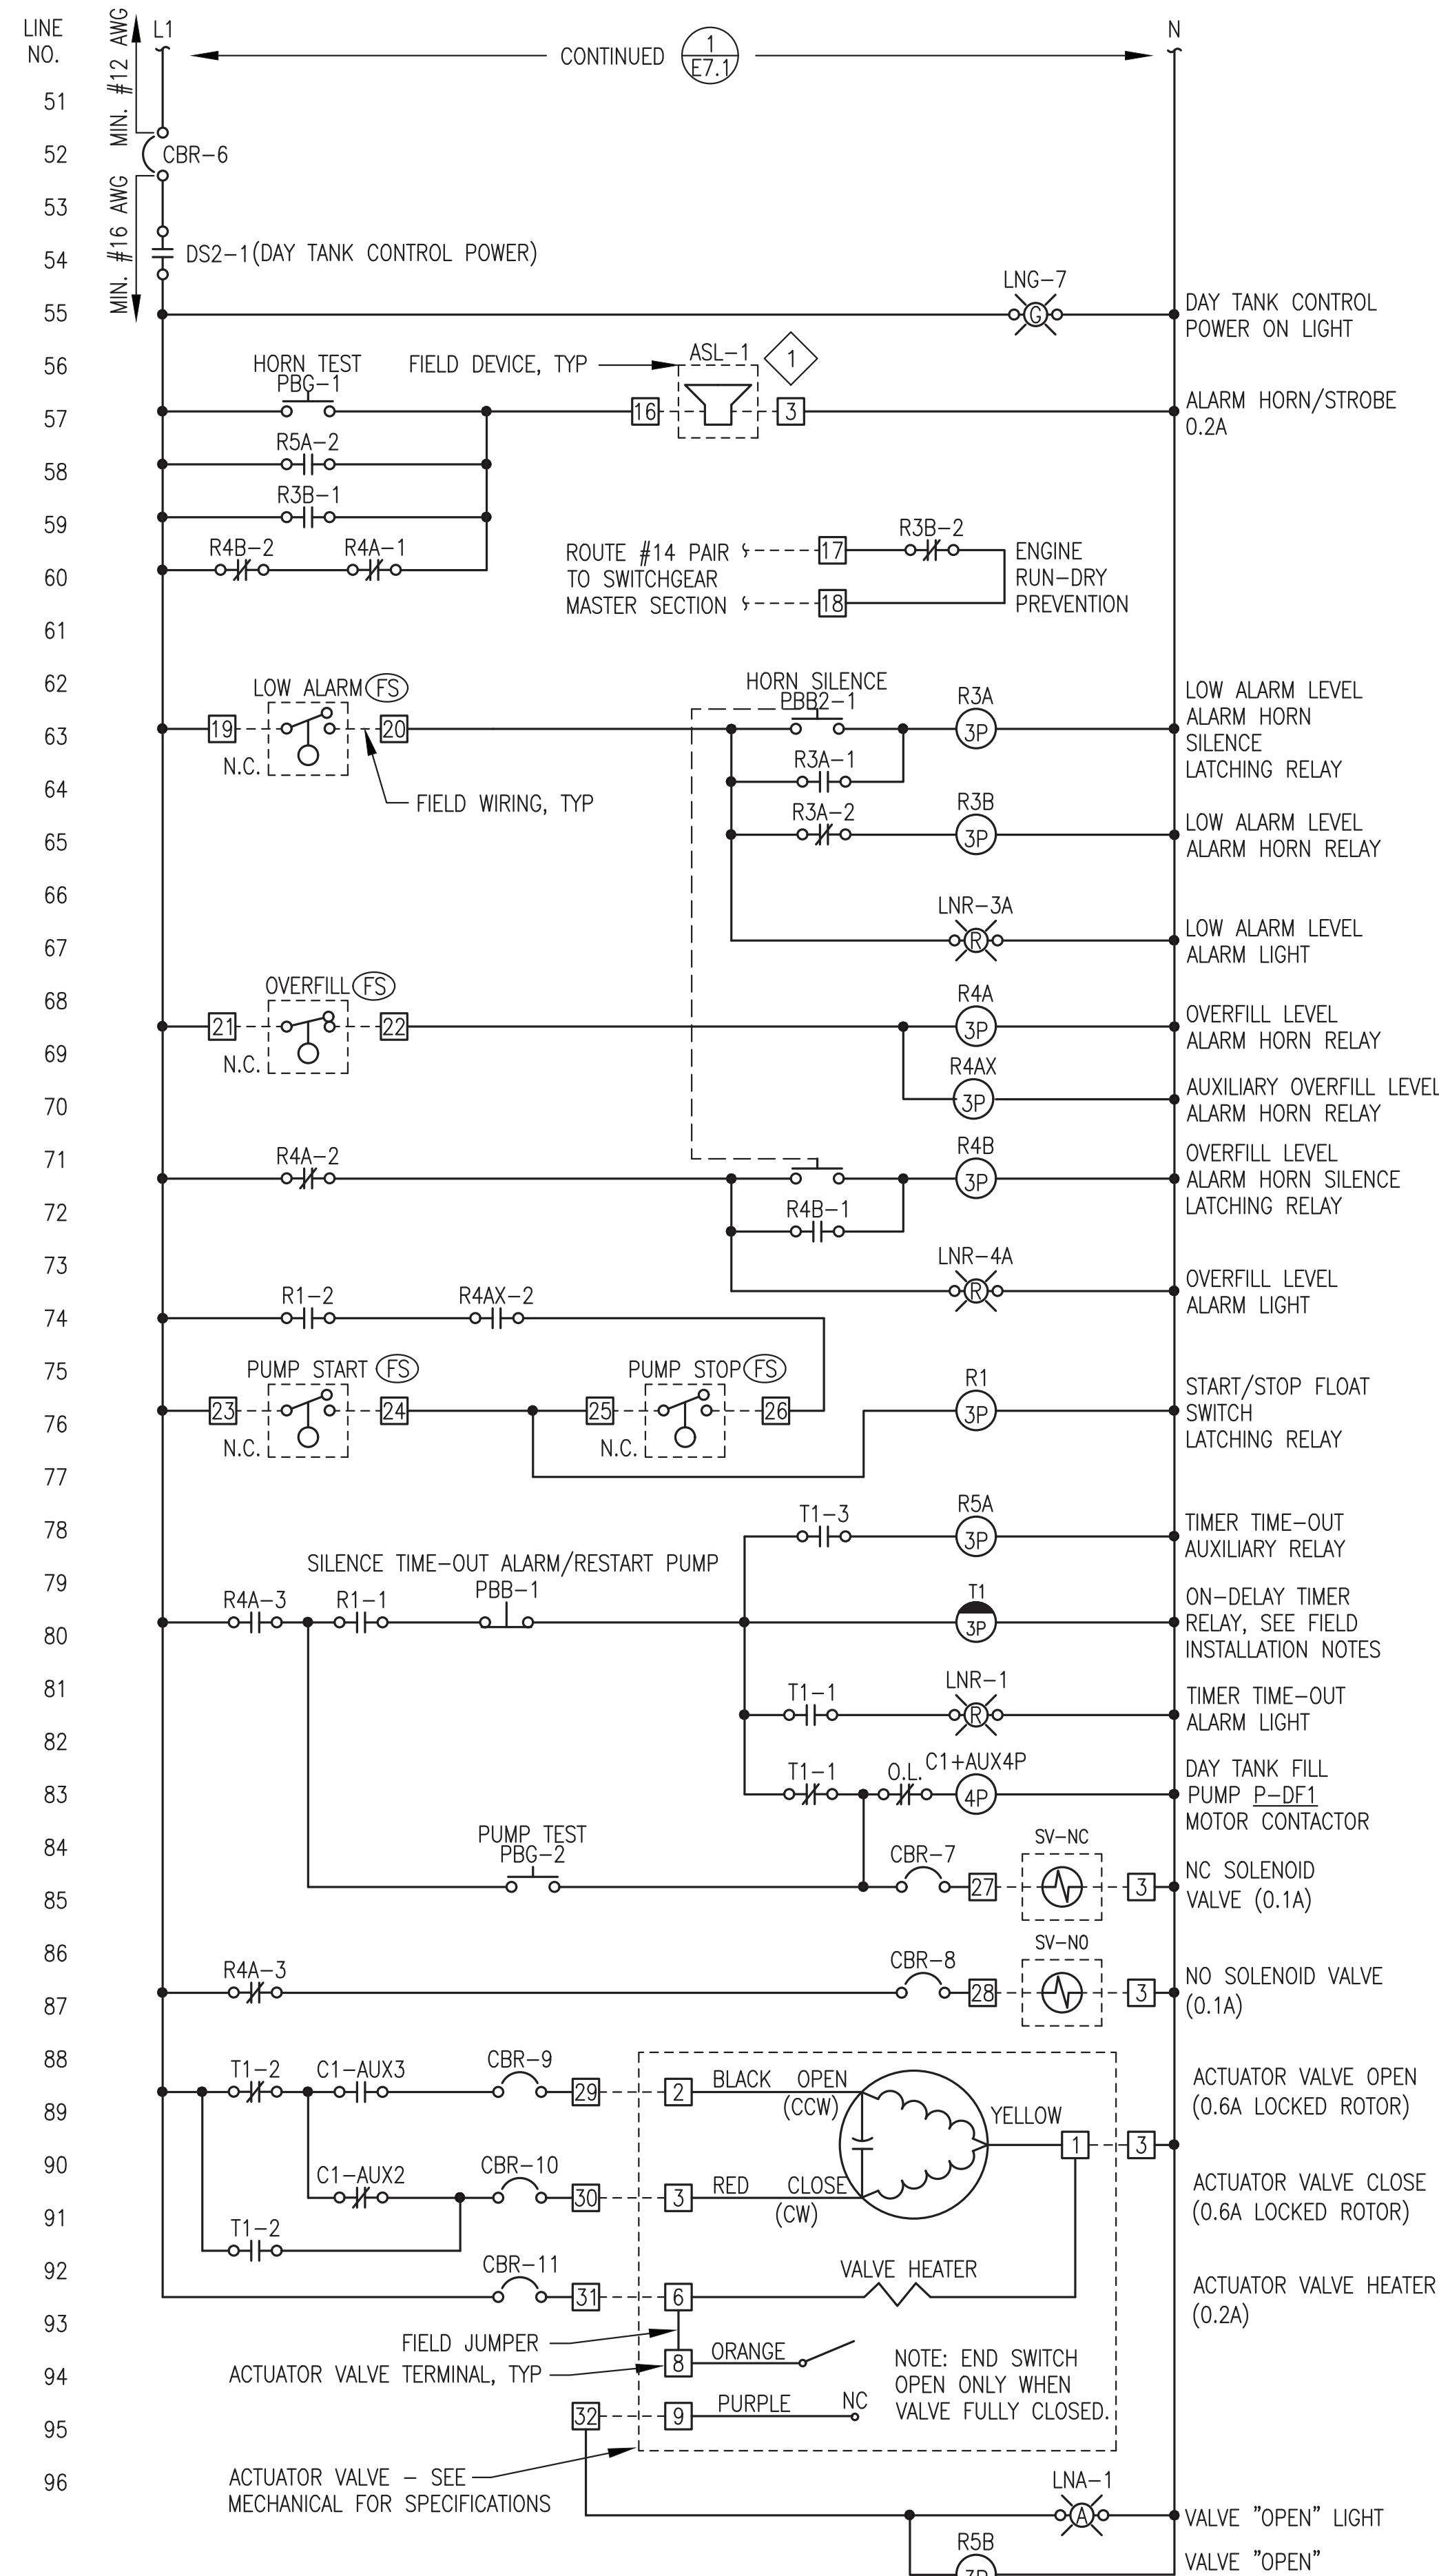 LINE NO.
MIN. #12 AWG
L1
CONTINUED
1
E7.1
N
51
52
CBR-6
53
MIN. #16 AWG
54
DS2-1(DAY TANK CONTROL POWER)
LNG-7
55
G
DAY TANK CONTROL
POWER ON LIGHT
56
HORN TEST
PBG-1
FIELD DEVICE, TYP
ASL-1
1
57
16
3
ALARM HORN/STROBE
0.2A
R5A-2
58
R3B-1
59
R4B-2
R4A-1
60
ROUTE #14 PAIR
TO SWITCHGEAR
MASTER SECTION
17
18
R3B-2
ENGINE
RUN-DRY
PREVENTION
61
62
LOW ALARM
FS
HORN SILENCE
PBB2-1
R3A
63
19
20
N.C.
3P
LOW ALARM LEVEL
ALARM HORN
SILENCE
LATCHING RELAY
R3A-1
64
FIELD WIRING, TYP
R3A-2
R3B
65
3P
LOW ALARM LEVEL
ALARM HORN RELAY
66
LNR-3A
67
R
LOW ALARM LEVEL
ALARM LIGHT
68
OVERFILL
FS
R4A
21
22
3P
OVERFILL LEVEL
ALARM HORN RELAY
69
N.C.
R4AX
70
3P
AUXILIARY OVERFILL LEVEL
ALARM HORN RELAY
71
R4A-2
R4B
3P
OVERFILL LEVEL
ALARM HORN SILENCE
LATCHING RELAY
72
R4B-1
73
LNR-4A
R
OVERFILL LEVEL
ALARM LIGHT
74
R1-2
R4AX-2
75
PUMP START
FS
PUMP STOP
FS
R1
76
23
24
25
26
3P
N.C.
N.C.
START/STOP FLOAT
SWITCH
LATCHING RELAY
77
78
T1-3
R5A
3P
TIMER TIME-OUT
AUXILIARY RELAY
79
SILENCE TIME-OUT ALARM/RESTART PUMP
PBB-1
R4A-3
R1-1
T1
80
3P
ON-DELAY TIMER
RELAY, SEE FIELD
INSTALLATION NOTES
81
T1-1
LNR-1
R
TIMER TIME-OUT
ALARM LIGHT
82
T1-1
O.L.
C1+AUX4P
83
4P
DAY TANK FILL
PUMP P-DF1
MOTOR CONTACTOR
84
PUMP TEST
PBG-2
CBR-7
SV-NC
85
27
3
NC SOLENOID
VALVE (0.1A)
86
R4A-3
CBR-8
SV-NO
87
28
3
NO SOLENOID VALVE
(0.1A)
88
T1-2
C1-AUX3
CBR-9
89
29
2
BLACK OPEN
(CCW)
YELLOW
1
3
ACTUATOR VALVE OPEN
(0.6A LOCKED ROTOR)
90
C1-AUX2
CBR-10
30
3
RED CLOSE
(CW)
ACTUATOR VALVE CLOSE
(0.6A LOCKED ROTOR)
91
T1-2
92
CBR-11
31
6
VALVE HEATER
ACTUATOR VALVE HEATER
(0.2A)
93
FIELD JUMPER
94
ACTUATOR VALVE TERMINAL, TYP
8
ORANGE
NOTE: END SWITCH
OPEN ONLY WHEN
VALVE FULLY CLOSED.
95
32
9
PURPLE
NC
96
ACTUATOR VALVE - SEE
MECHANICAL FOR SPECIFICATIONS
LNA-1
A
VALVE "OPEN" LIGHT
R5B
3P
VALVE "OPEN"